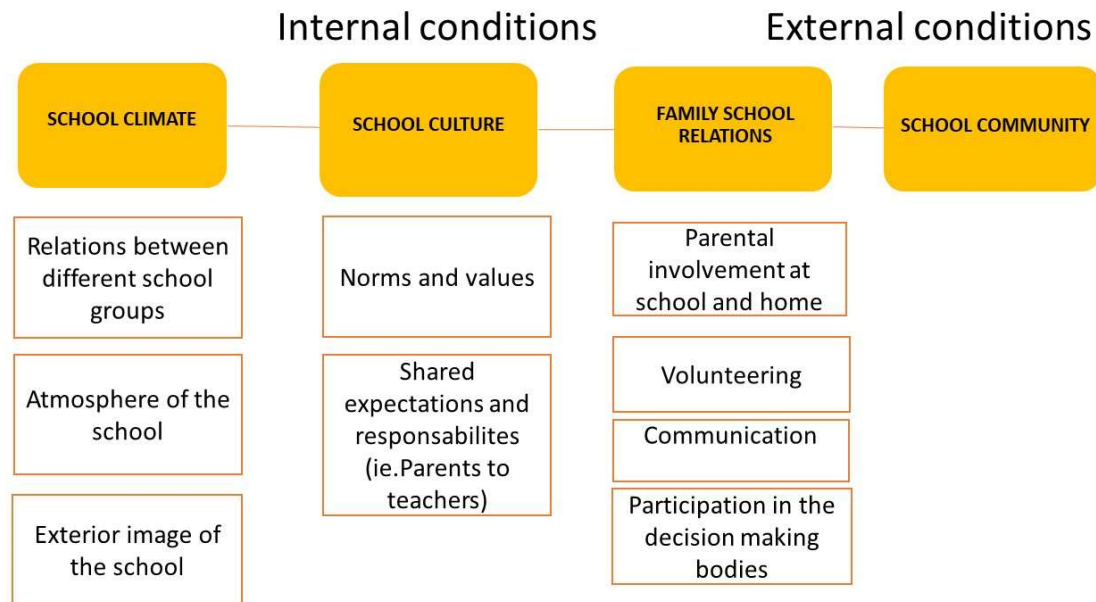 Internal conditions
External conditions
SCHOOL CLIMATE
SCHOOL CULTURE
FAMILY SCHOOL
RELATIONS
SCHOOL COMMUNITY
Relations between
different school
groups
Atmosphere of the
school
Exterior image of
the school
Norms and values
Shared
expectations and
responsabilites
(ie.Parents to
teachers)
Parental
involvement at
school and home
Volunteering
Communication
Participation in the
decision making
bodies